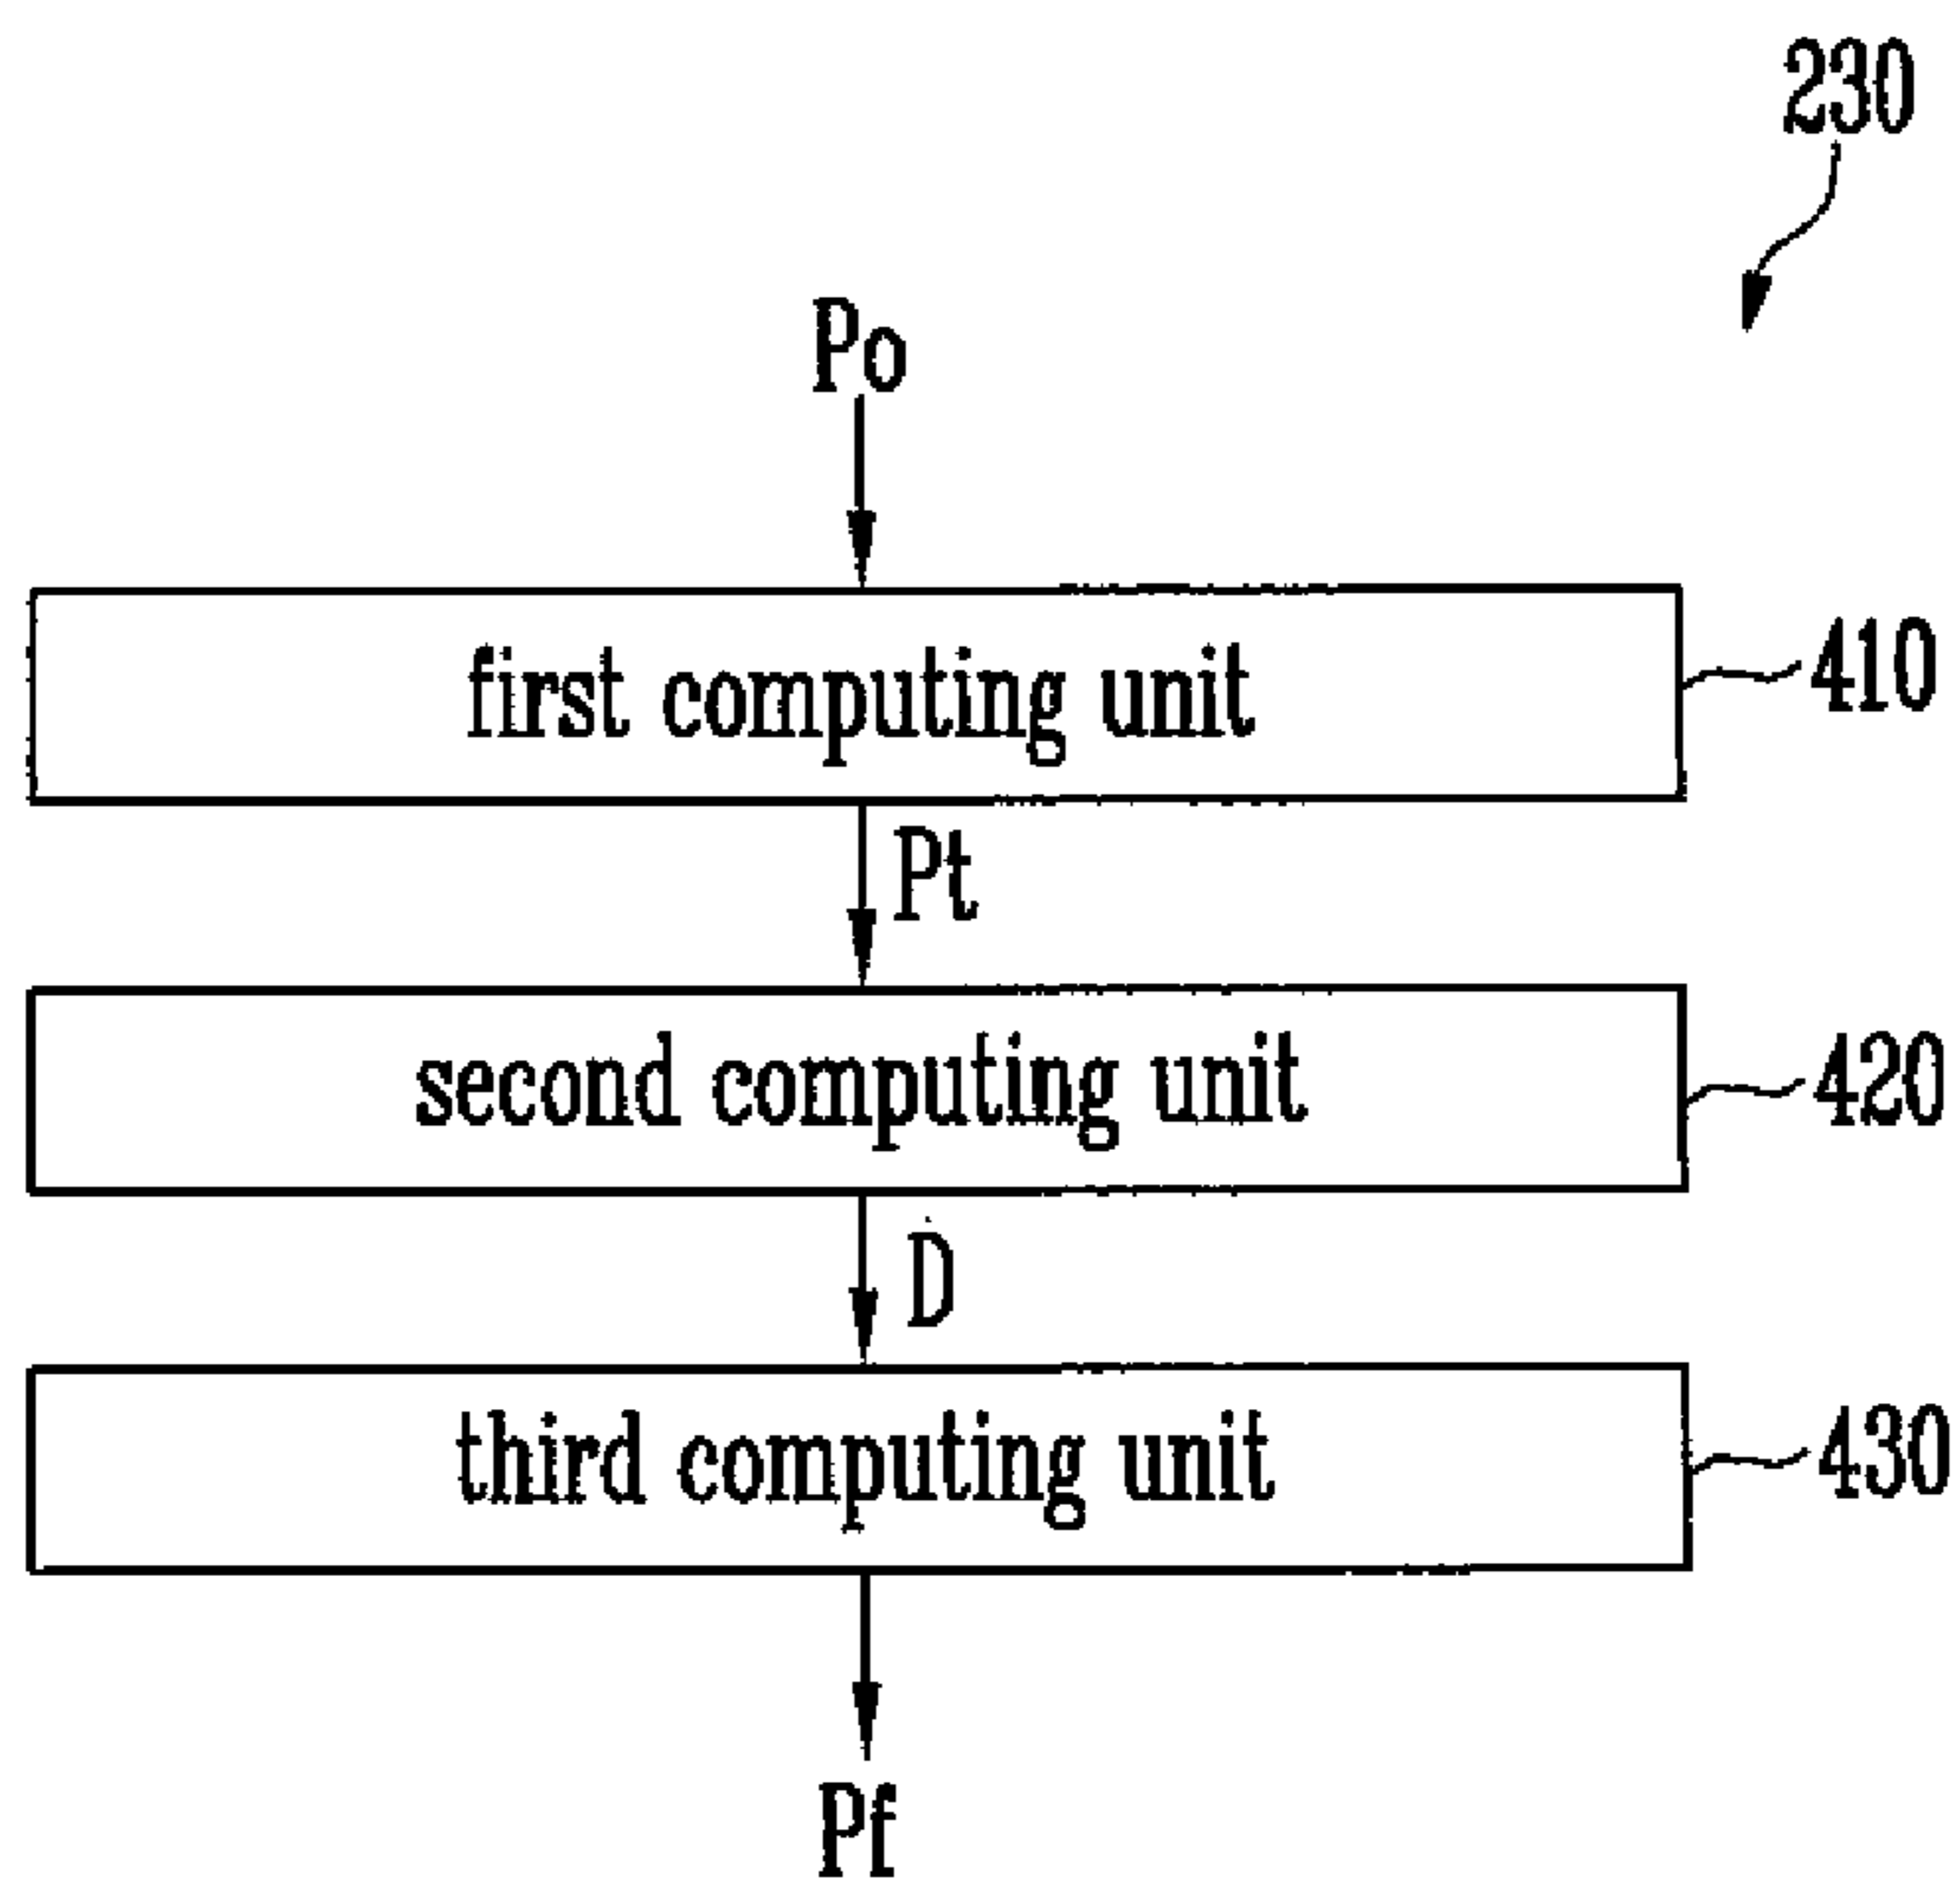 230
Po
first computing unit
410
Pt
second computing unit
420
D
third computing unit
430
Pf